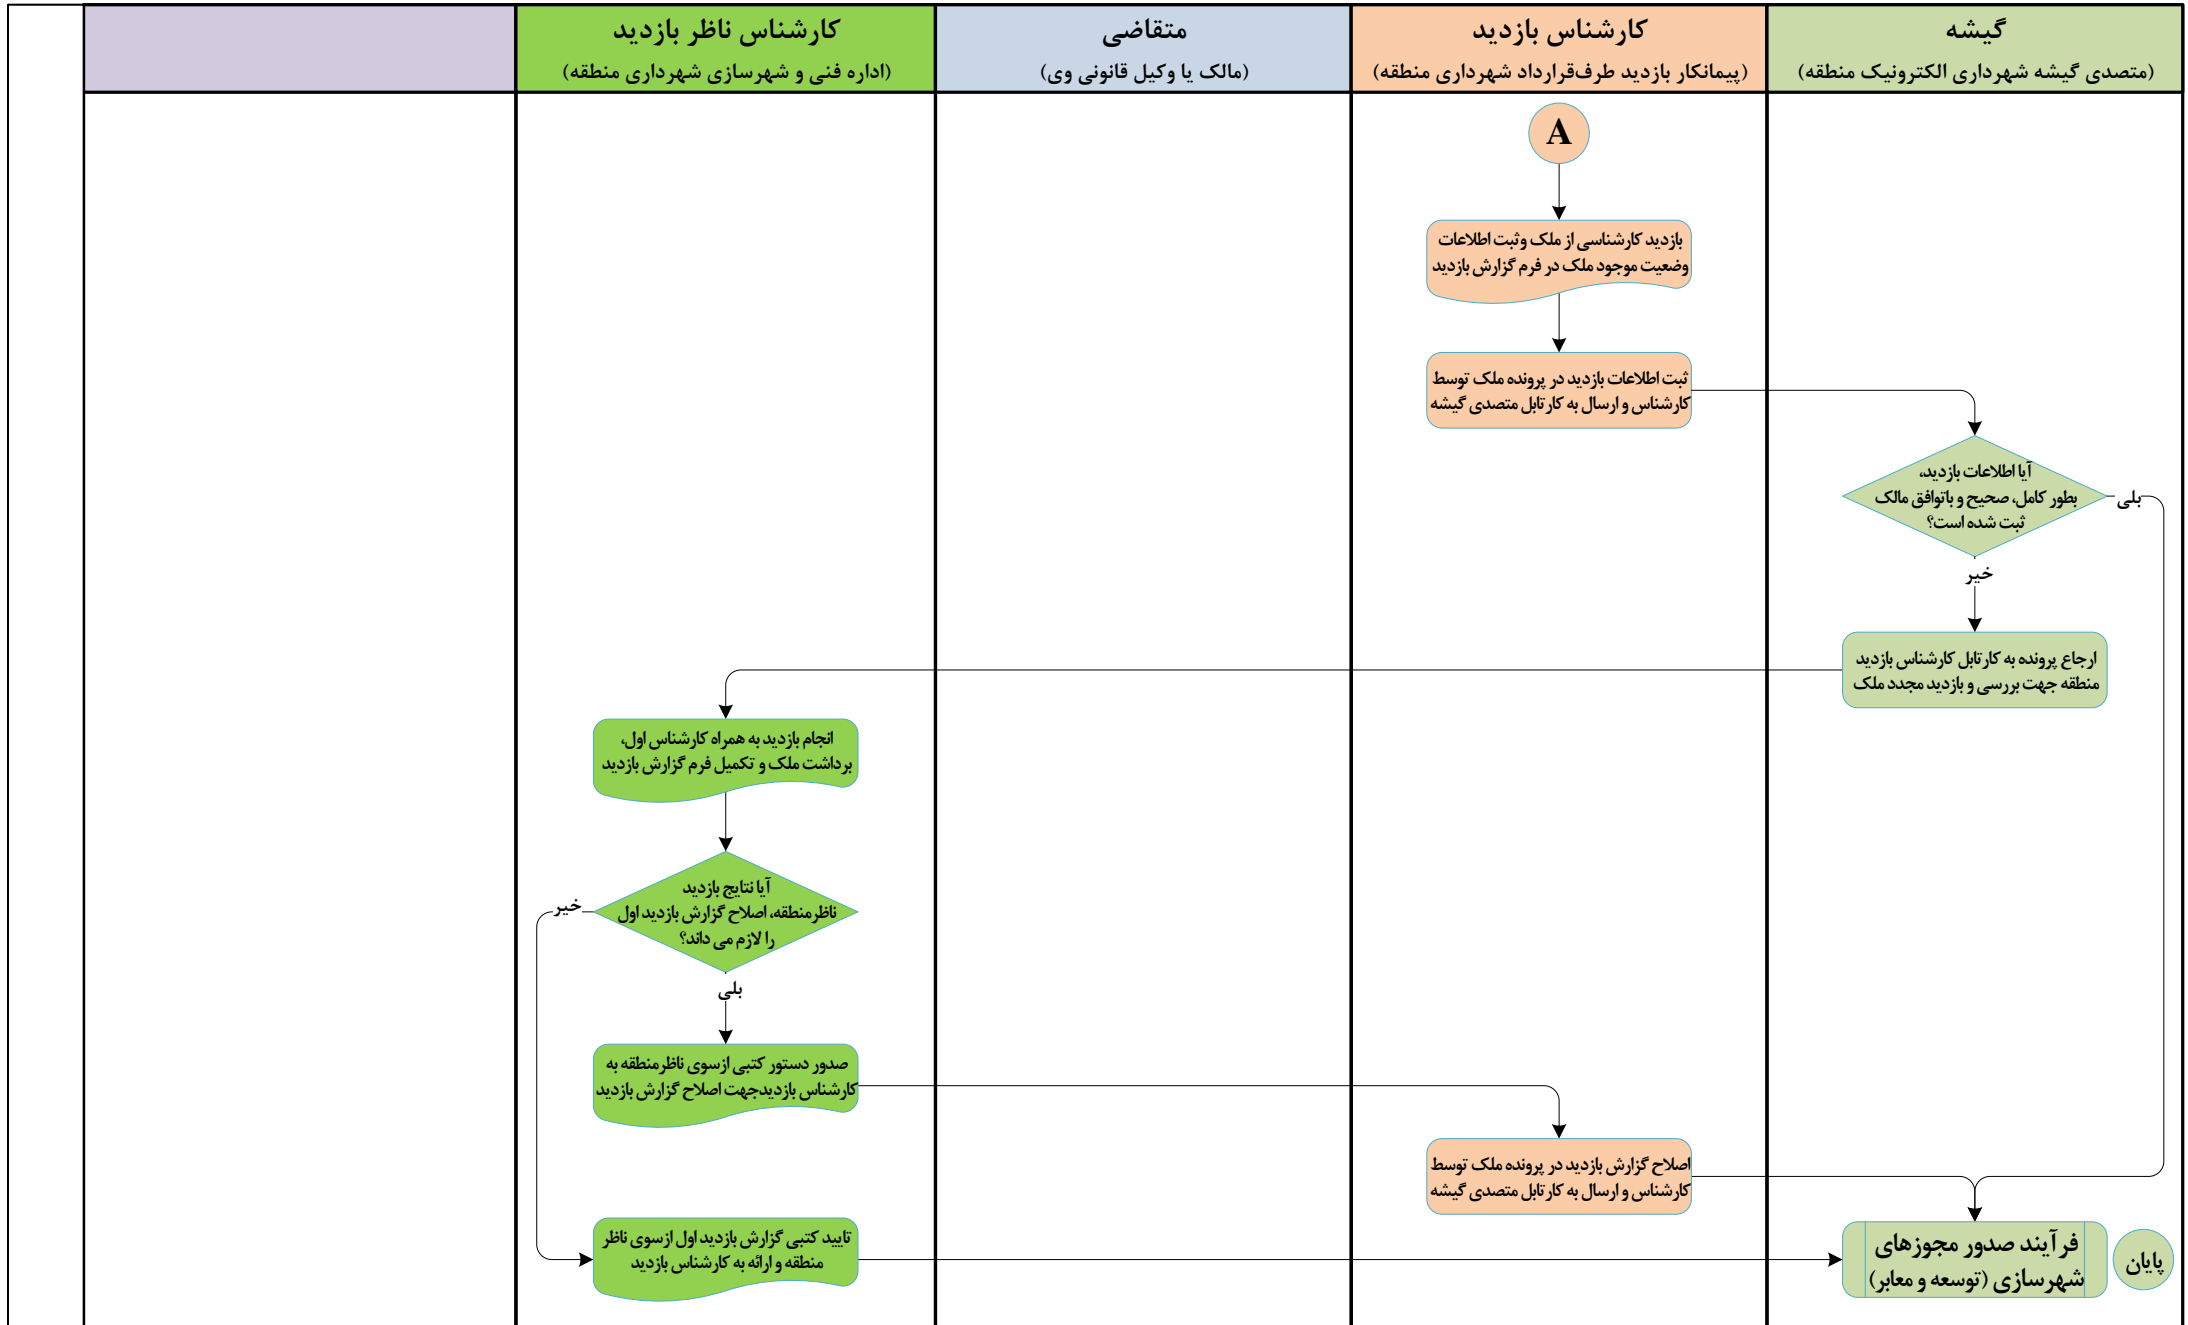 گیشه
(متصدی گیشه شهرداری الکترونیک منطقه)
کارشناس بازدید
(پیمانکار بازدید طرف‌قرارداد شهرداری منطقه)
متقاضی
(مالک یا وکیل قانونی وی)
کارشناس ناظر بازدید
(اداره فنی و شهرسازی شهرداری منطقه)
A
بازدید کارشناسی از ملک وثبت اطلاعات
وضعیت موجود ملک در فرم گزارش بازدید
ثبت اطلاعات بازدید در پرونده ملک توسط
کارشناس و ارسال به کارتابل متصدی گیشه
آیا اطلاعات بازدید،
بطور کامل، صحیح و باتوافق مالک
ثبت شده است؟
بلی
خیر
ارجاع پرونده به کارتابل کارشناس بازدید
منطقه جهت بررسی و بازدید مجدد ملک
انجام بازدید به همراه کارشناس اول،
برداشت ملک و تکمیل فرم گزارش بازدید
آیا نتایج بازدید
ناظرمنطقه، اصلاح گزارش بازدید اول
را لازم می داند؟
خیر
بلی
صدور دستور کتبی ازسوی ناظرمنطقه به
کارشناس بازدیدجهت اصلاح گزارش بازدید
اصلاح گزارش بازدید در پرونده ملک توسط
کارشناس و ارسال به کارتابل متصدی گیشه
تایید کتبی گزارش بازدید اول ازسوی ناظر
منطقه و ارائه به کارشناس بازدید
فرآیند صدور مجوزهای
شهرسازی (توسعه و معابر)
پایان